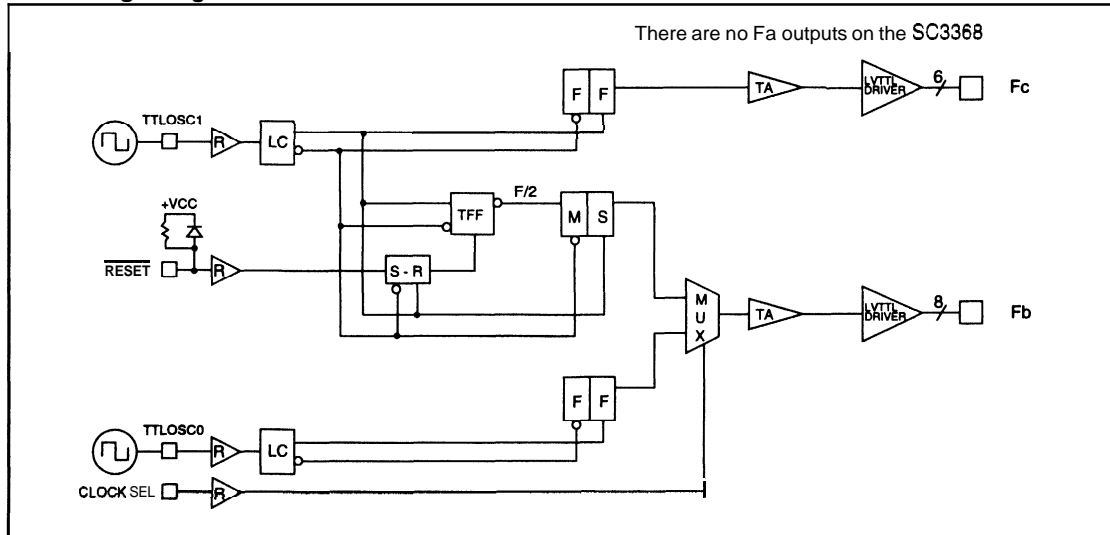 There are no Fa outputs on the SC3368
F F
TA
LVTTL
DRIVER
6
Fc
TTLOSC1
R
LC
F/2
TFF
M S
+VCC
RESET
R
S - R
MUX
TA
LVTTL
DRIVER
8
Fb
F F
TTLOSC0
R
LC
CLOCK SEL
R